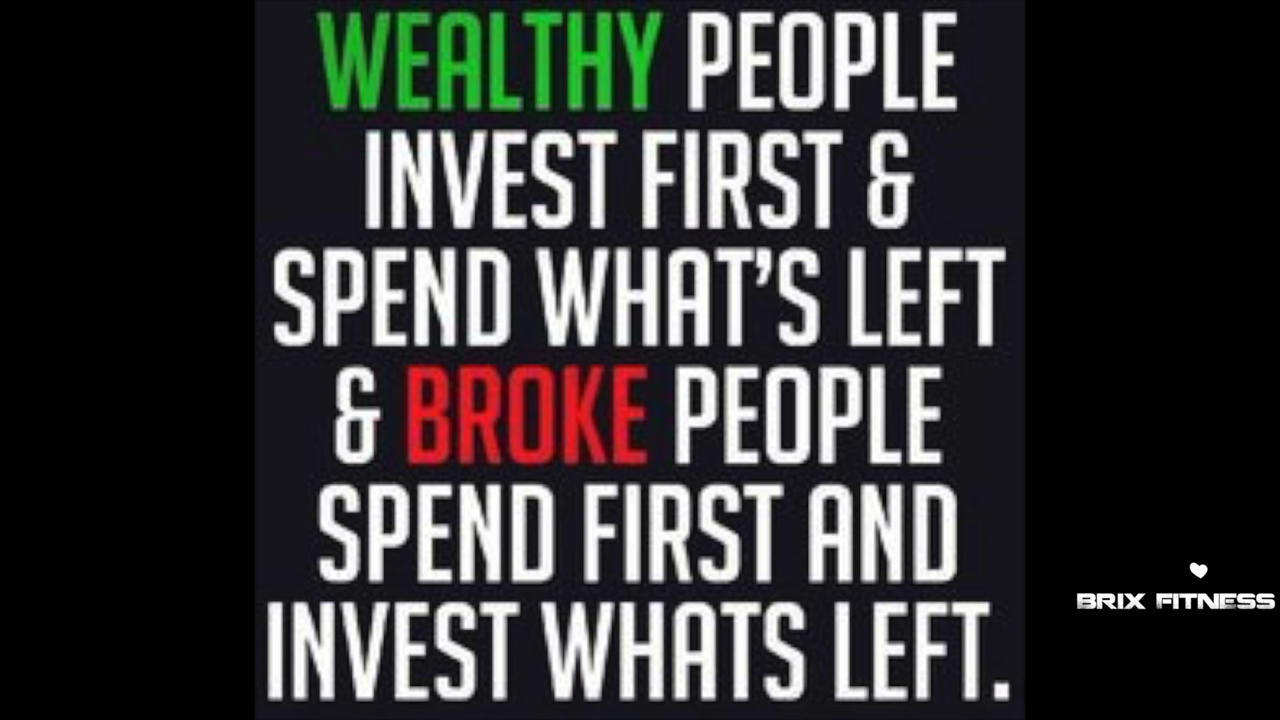 WEALTHY PEOPLE
INVEST FIRST &
SPEND WHAT'S LEFT
& BROKE PEOPLE
SPEND FIRST AND
INVEST WHATS LEFT.
BRIX FITNESS